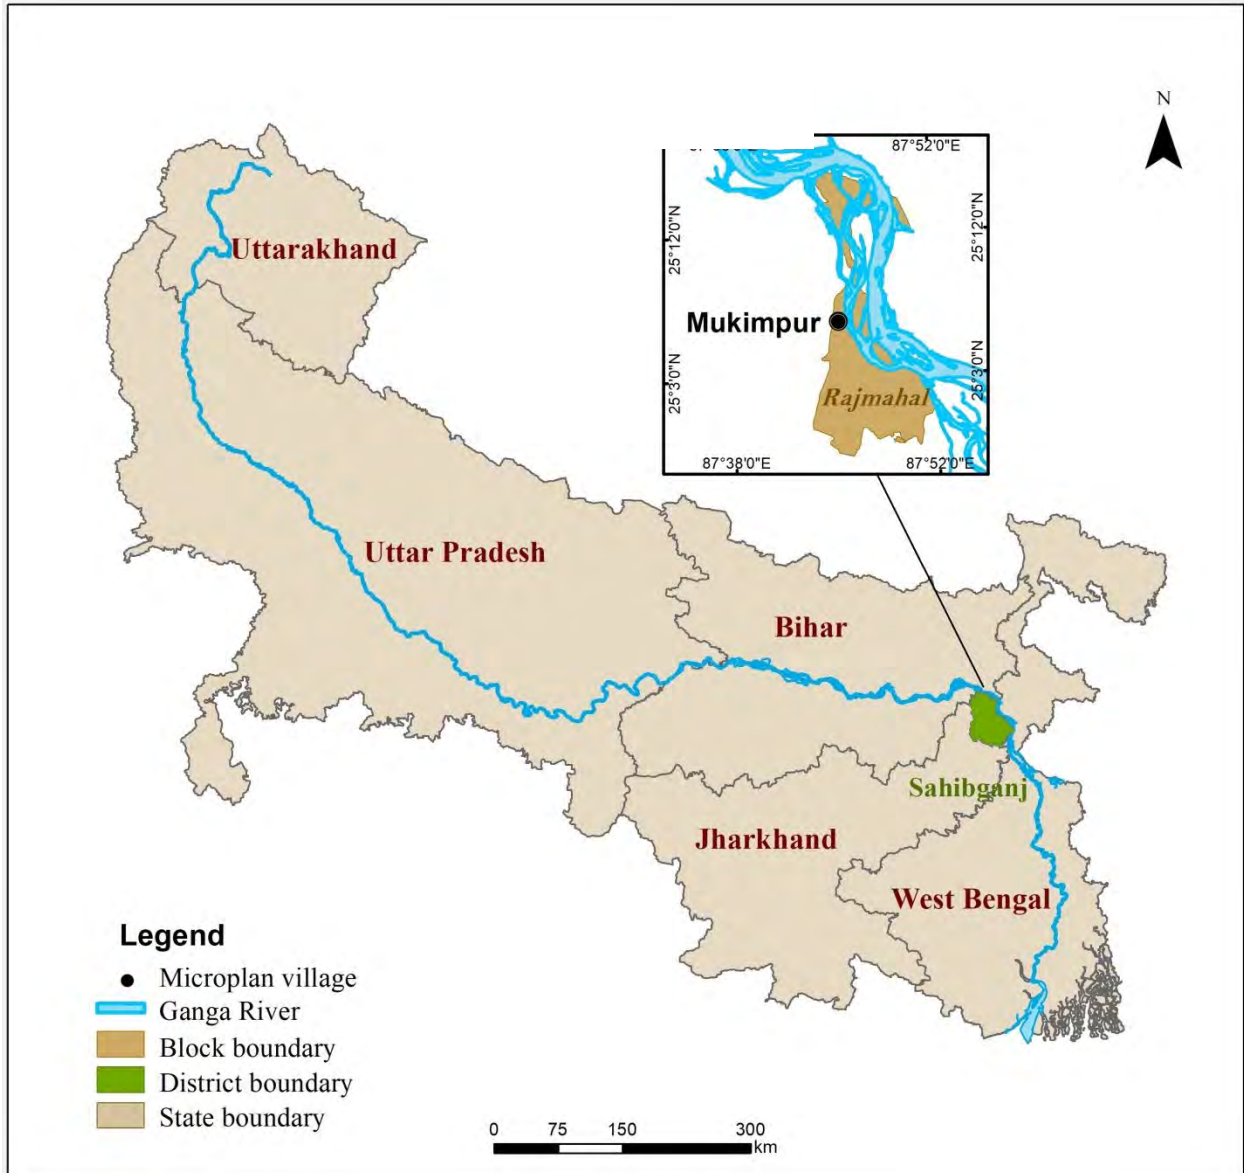 N
87°52'0"E
25°12'0"N
25°12'0"N
Uttarakhand
Mukimpur
25°3'0"N
25°3'0"N
Rajmahal
87°38'0"E
87°52'0"E
Uttar Pradesh
Bihar
Sahibganj
Jharkhand
West Bengal
Legend
Microplan village
Ganga River
Block boundary
District boundary
State boundary
0 75 150 300
km